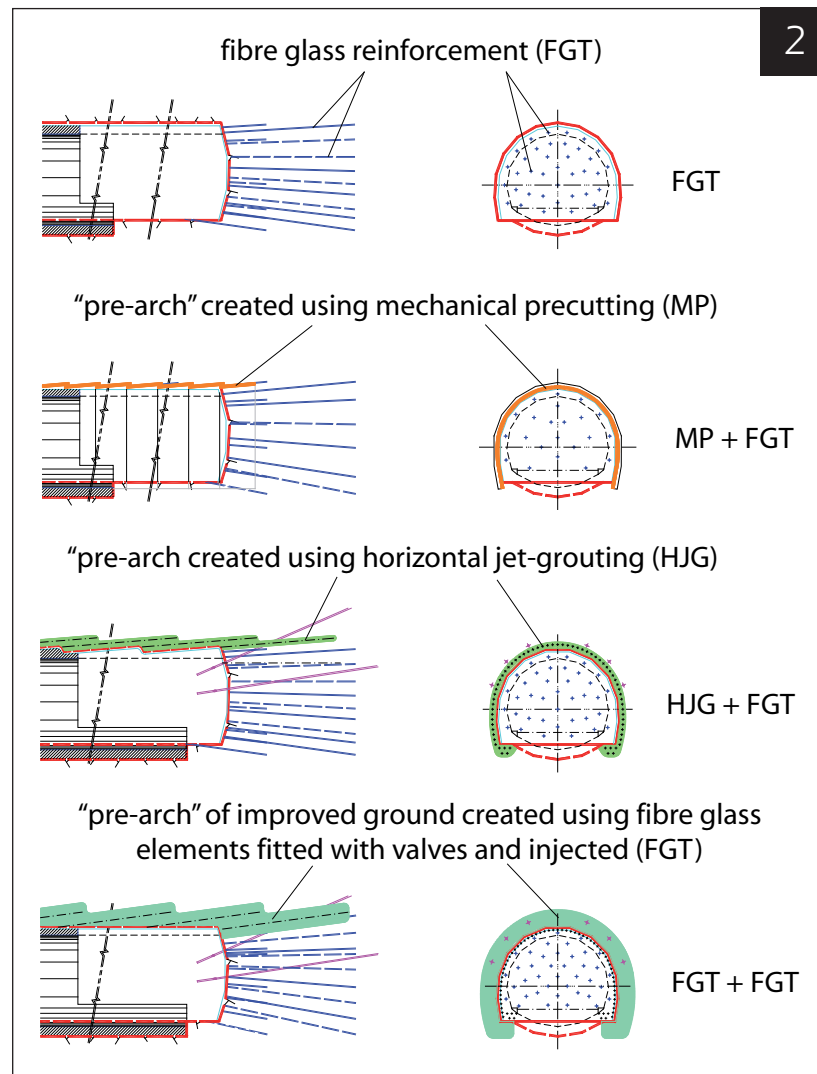 2
fibre glass reinforcement (FGT)
FGT
“pre-arch” created using mechanical precutting (MP)
MP + FGT
“pre-arch created using horizontal jet-grouting (HJG)
HJG + FGT
“pre-arch” of improved ground created using fibre glass
elements fitted with valves and injected (FGT)
FGT + FGT